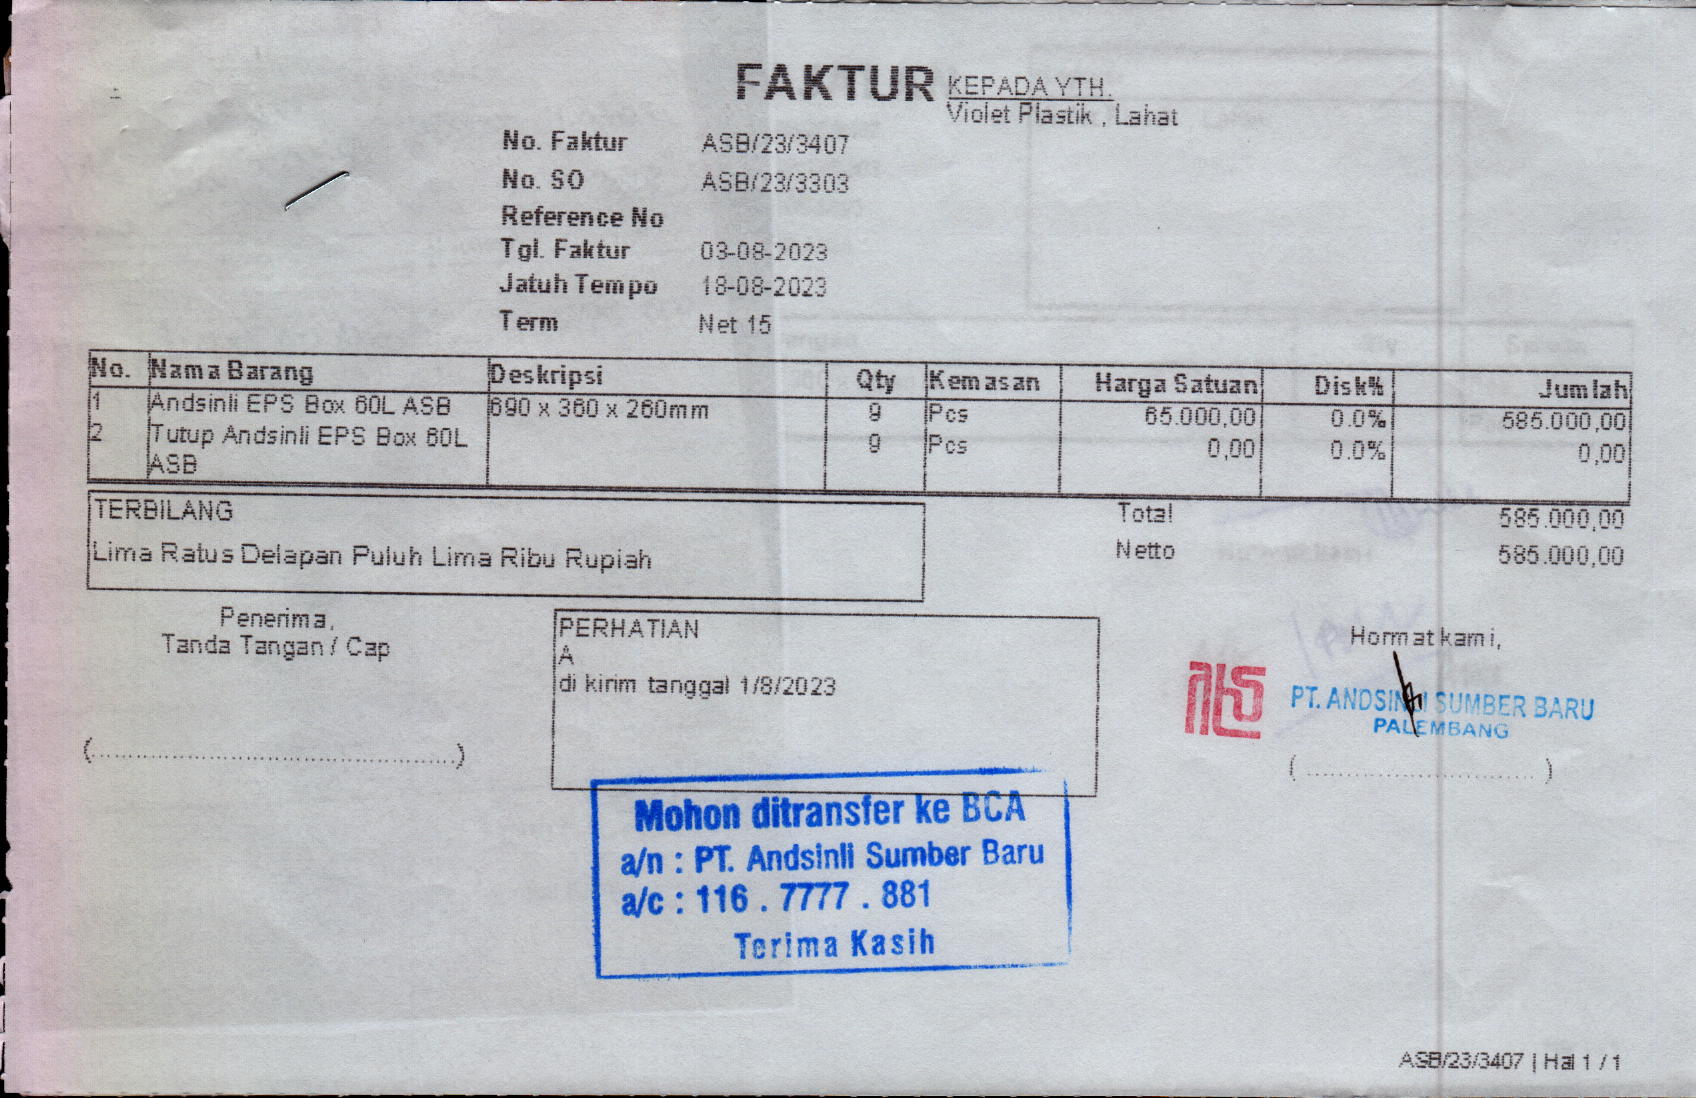 FAKTUR
KEPADA YTH.
Violet Plastik , Lahat
No. Faktur ASB/23/3407
No. SO ASB/23/3303
Reference No
Tgl. Faktur 03-08-2023
Jatuh Tempo 18-08-2023
Term Net 15
No. Nama Barang Deskripsi Qty Kemasan Harga Satuan Disk% Jumlah
1 Andsinli EPS Box 60L ASB 690 x 360 x 260mm 9 Pcs 65.000,00 0.0% 585.000,00
2 Tutup Andsinli EPS Box 60L 9 Pcs 0,00 0.0% 0,00
ASB
TERBILANG
Lima Ratus Delapan Puluh Lima Ribu Rupiah
Total 585.000,00
Netto 585.000,00
Penerima,
Tanda Tangan / Cap
(........................................................)
PERHATIAN
A
di kirim tanggal 1/8/2023
Hormat kami,
PT. ANDSINLI SUMBER BARU
PALEMBANG
( ................................ )
Mohon ditransfer ke BCA
a/n : PT. Andsinli Sumber Baru
a/c : 116 . 7777 . 881
Terima Kasih
ASB/23/3407 | Hal 1 / 1